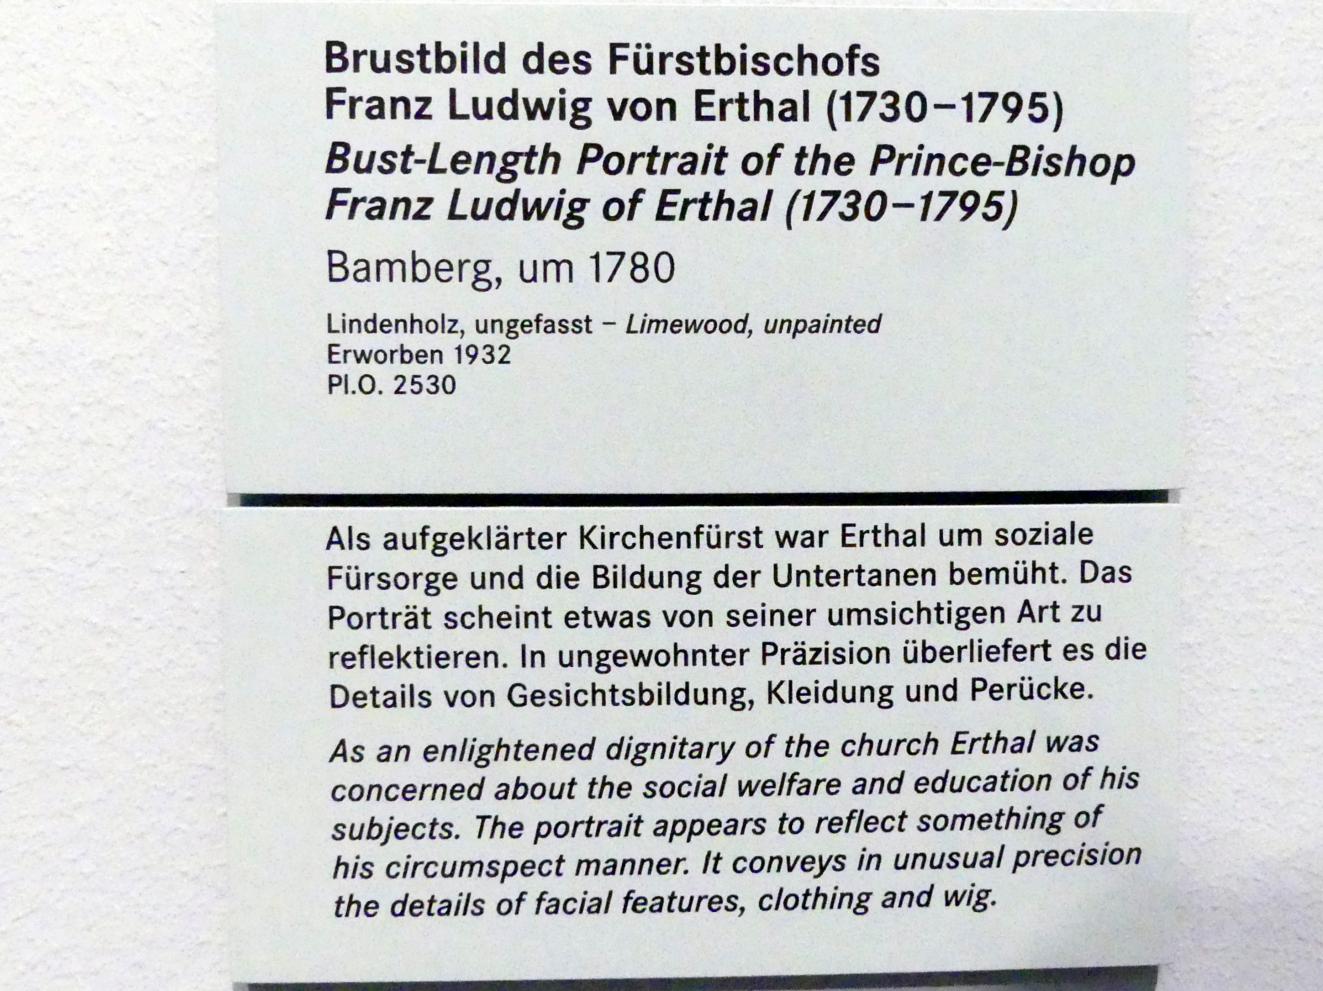 Brustbild des Fürstbischofs
Franz Ludwig von Erthal (1730–1795)
Bust-Length Portrait of the Prince-Bishop
Franz Ludwig of Erthal (1730–1795)
Bamberg, um 1780
Lindenholz, ungefasst – Limewood, unpainted
Erworben 1932
Pl.O. 2530
Als aufgeklärter Kirchenfürst war Erthal um soziale
Fürsorge und die Bildung der Untertanen bemüht. Das
Porträt scheint etwas von seiner umsichtigen Art zu
reflektieren. In ungewohnter Präzision überliefert es die
Details von Gesichtsbildung, Kleidung und Perücke.
As an enlightened dignitary of the church Erthal was
concerned about the social welfare and education of his
subjects. The portrait appears to reflect something of
his circumspect manner. It conveys in unusual precision
the details of facial features, clothing and wig.